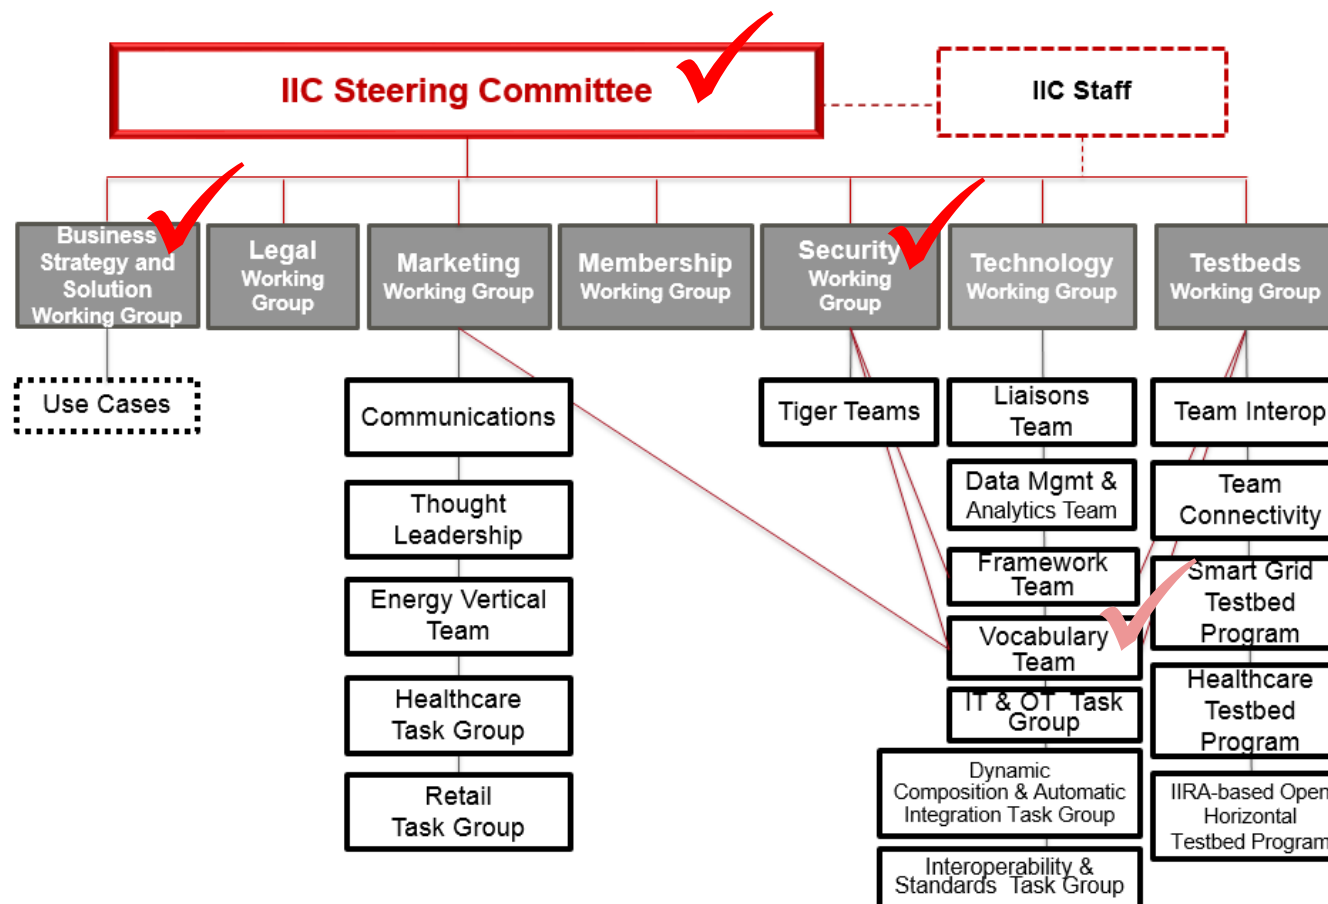 IIC Steering Committee
IIC Staff
Business
Strategy and
Solution
Working Group
Legal
Working
Group
Marketing
Working Group
Membership
Working Group
Security
Working
Group
Technology
Working Group
Testbeds
Working Group
Use Cases
Communications
Thought
Leadership
Energy Vertical
Team
Healthcare
Task Group
Retail
Task Group
Tiger Teams
Liaisons
Team
Data Mgmt &
Analytics Team
Framework
Team
Vocabulary
Team
IT & OT Task
Group
Dynamic
Composition & Automatic
Integration Task Group
Interoperability &
Standards Task Group
Team Interop
Team
Connectivity
Smart Grid
Testbed
Program
Healthcare
Testbed
Program
IIRA-based Open
Horizontal
Testbed Program